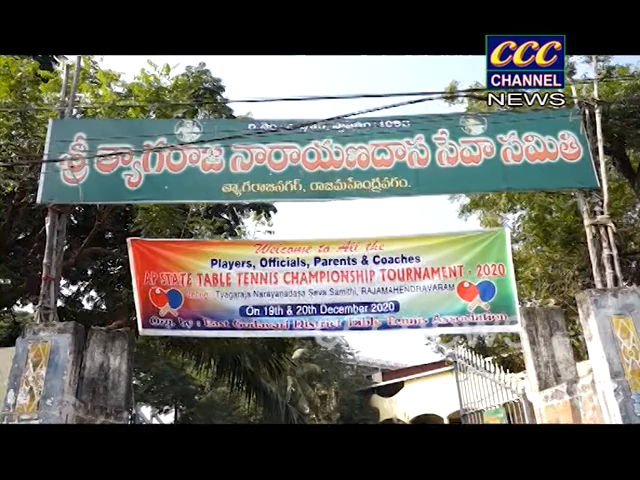 CCC
CHANNEL
NEWS
శ్రీ త్యాగరాజ నారాయణదాస సేవా సమితి
త్యాగరాజనగర్, రాజమహేంద్రవరం.
Welcome to All the
Players, Officials, Parents & Coaches
AP STATE TABLE TENNIS CHAMPIONSHIP TOURNAMENT - 2020
Tyagaraja Narayanadasa Seva Samithi, RAJAMAHENDRAVARAM
On 19th & 20th December 2020
Org. by : East Godavari District Table Tennis Association